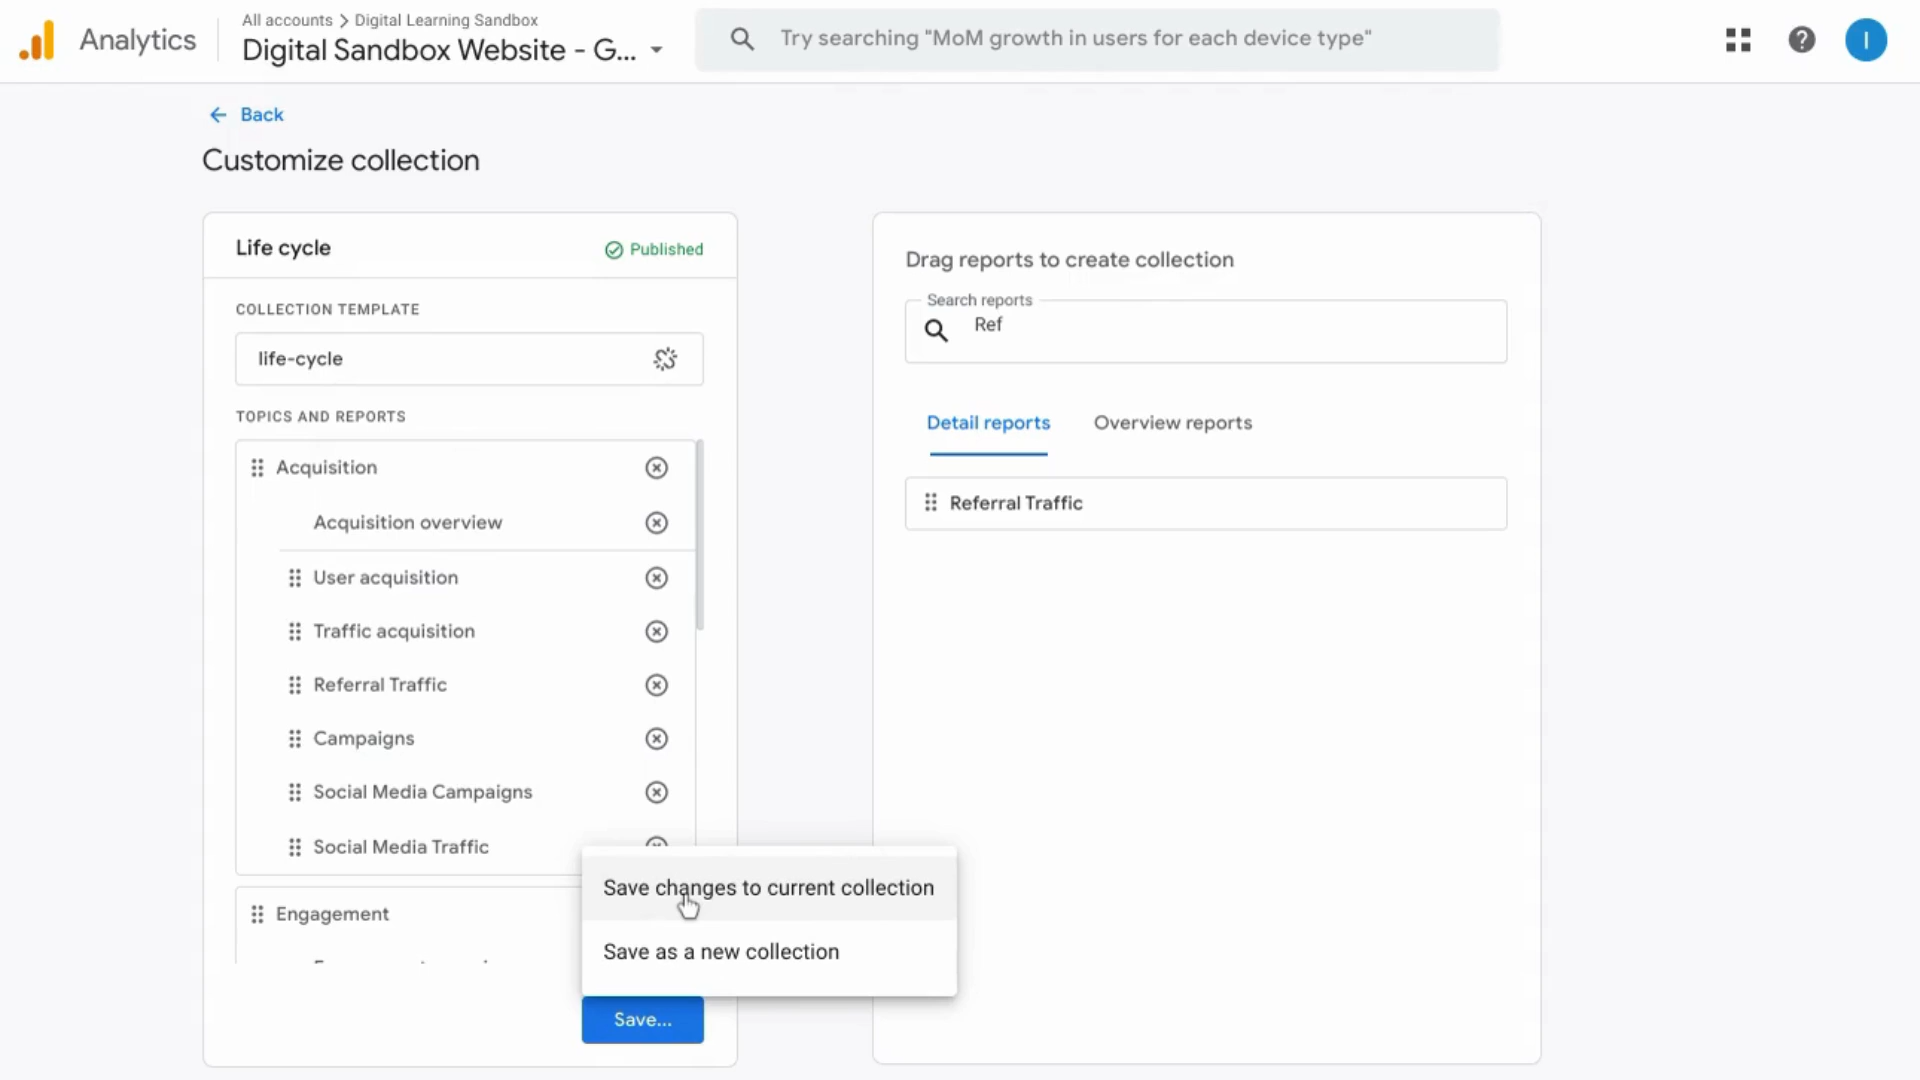 Analytics
All accounts > Digital Learning Sandbox
Digital Sandbox Website - G...
Try searching "MoM growth in users for each device type"
I
Back
Customize collection
Life cycle
Published
COLLECTION TEMPLATE
life-cycle
TOPICS AND REPORTS
Acquisition
Acquisition overview
User acquisition
Traffic acquisition
Referral Traffic
Campaigns
Social Media Campaigns
Social Media Traffic
Engagement
Save changes to current collection
Save as a new collection
Save...
Drag reports to create collection
Search reports
Ref
Detail reports
Overview reports
Referral Traffic